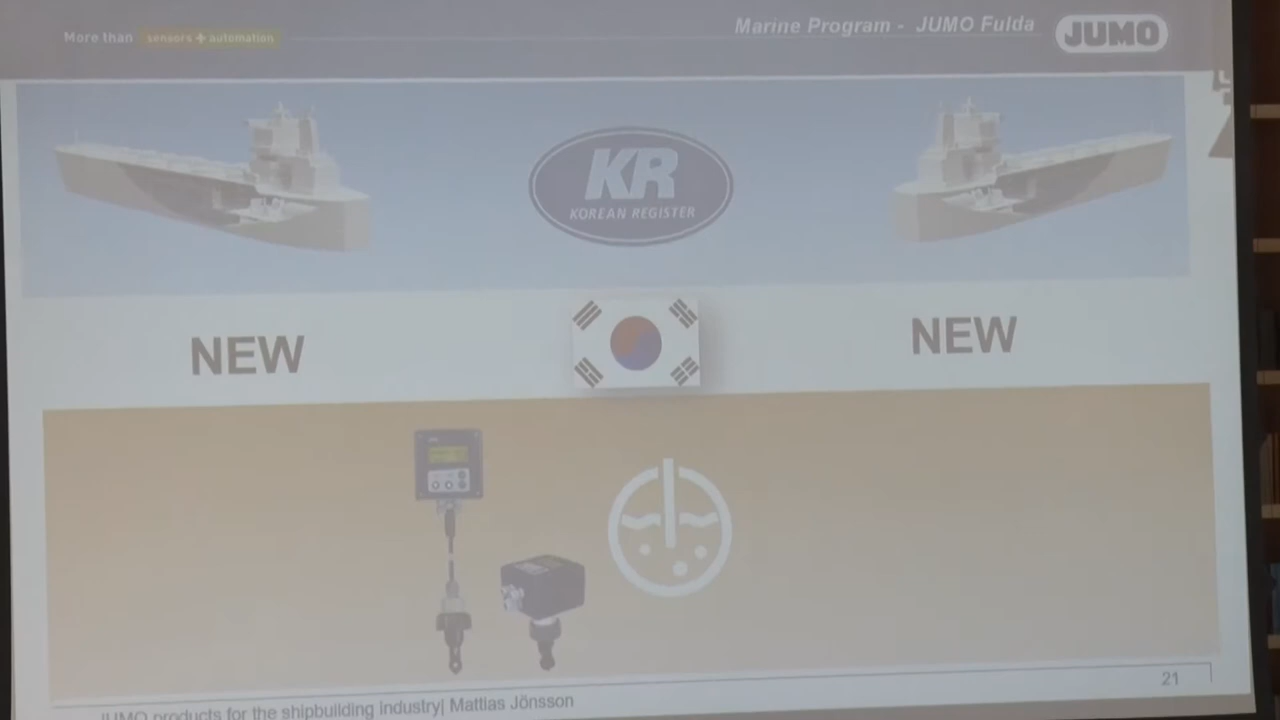 More than sensors + automation
Marine Program - JUMO Fulda
JUMO
KR
KOREAN REGISTER
NEW
NEW
21
JUMO products for the shipbuilding industry| Mattias Jönsson